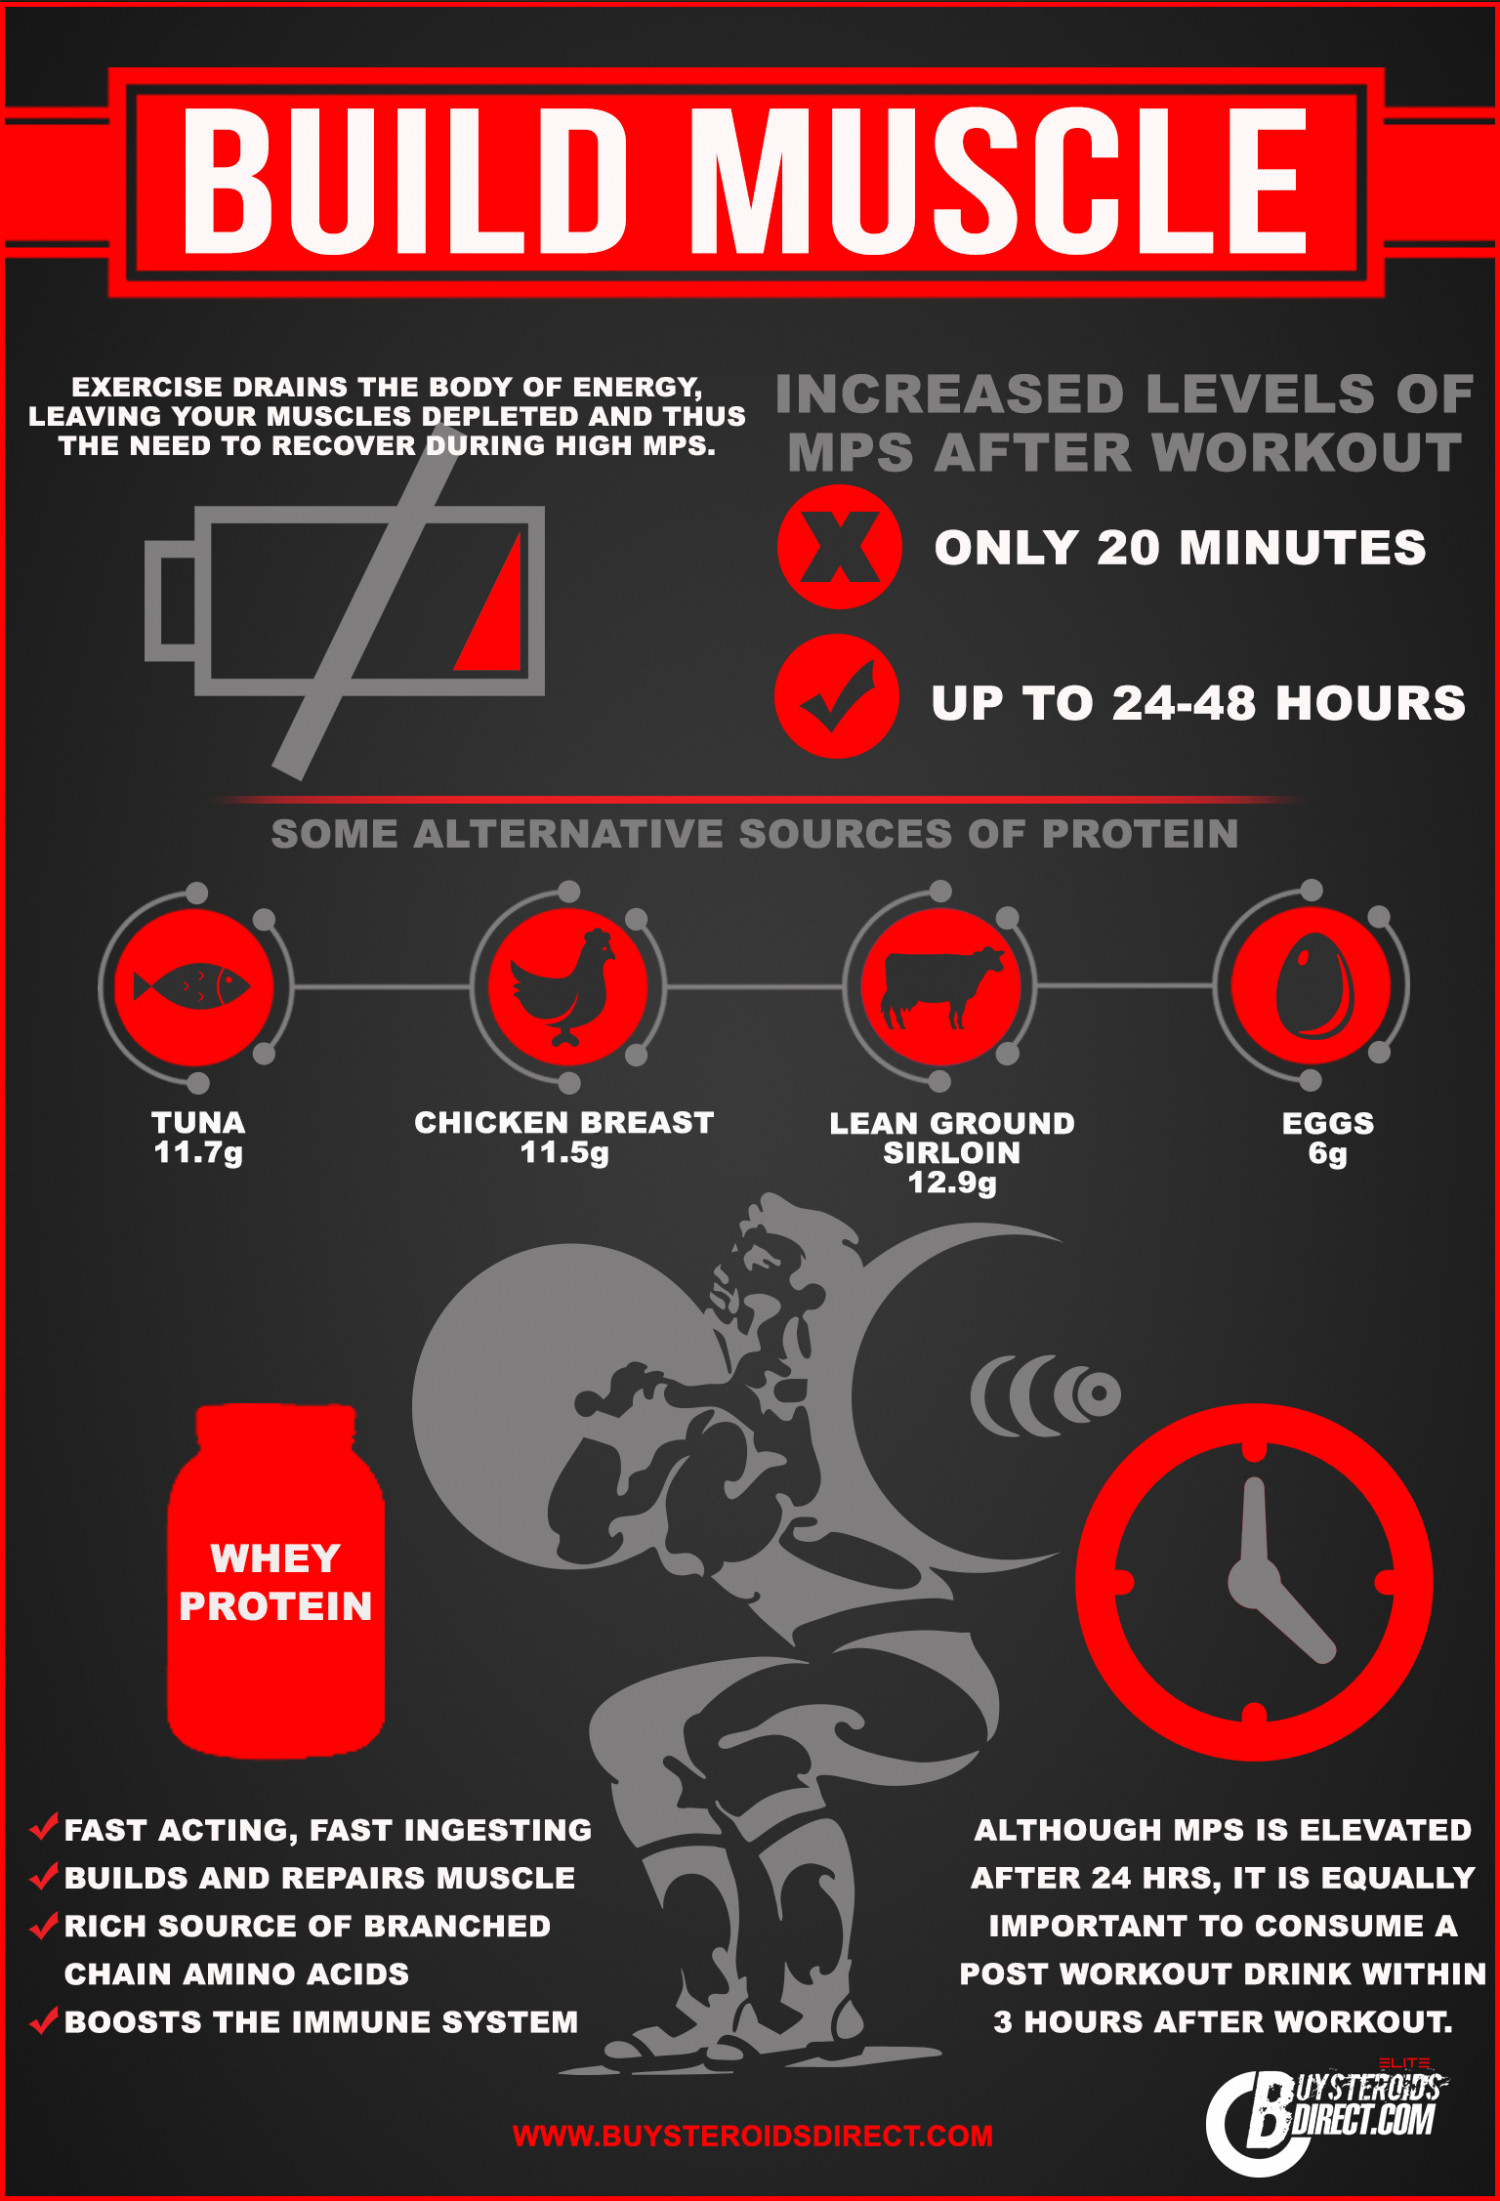 BUILD MUSCLE
EXERCISE DRAINS THE BODY OF ENERGY,
LEAVING YOUR MUSCLES DEPLETED AND THUS
THE NEED TO RECOVER DURING HIGH MPS.
INCREASED LEVELS OF
MPS AFTER WORKOUT
X ONLY 20 MINUTES
UP TO 24-48 HOURS
SOME ALTERNATIVE SOURCES OF PROTEIN
TUNA
11.7g
CHICKEN BREAST
11.5g
LEAN GROUND
SIRLOIN
12.9g
EGGS
6g
WHEY
PROTEIN
FAST ACTING, FAST INGESTING
BUILDS AND REPAIRS MUSCLE
RICH SOURCE OF BRANCHED
CHAIN AMINO ACIDS
BOOSTS THE IMMUNE SYSTEM
ALTHOUGH MPS IS ELEVATED
AFTER 24 HRS, IT IS EQUALLY
IMPORTANT TO CONSUME A
POST WORKOUT DRINK WITHIN
3 HOURS AFTER WORKOUT.
ELITE
BUYSTEROIDS
DIRECT.COM
WWW.BUYSTEROIDSDIRECT.COM